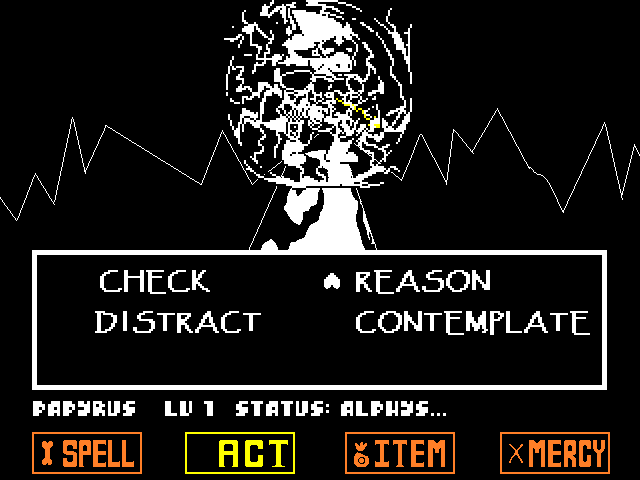 CHECK REASON
DISTRACT CONTEMPLATE
PAPYRUS LV 1 STATUS: ALPHYS...
SPELL ACT ITEM MERCY